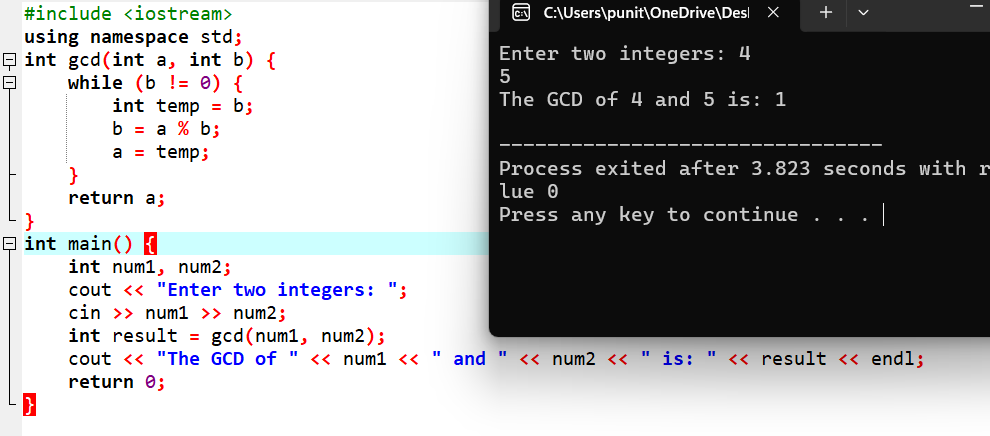 #include <iostream>
using namespace std;
int gcd(int a, int b) {
    while (b != 0) {
        int temp = b;
        b = a % b;
        a = temp;
    }
    return a;
}
int main() {
    int num1, num2;
    cout << "Enter two integers: ";
    cin >> num1 >> num2;
    int result = gcd(num1, num2);
    cout << "The GCD of " << num1 << " and " << num2 << " is: " << result << endl;
    return 0;
}
C:\Users\punit\OneDrive\Des
Enter two integers: 4
5
The GCD of 4 and 5 is: 1
--------------------------------
Process exited after 3.823 seconds with r
lue 0
Press any key to continue . . .